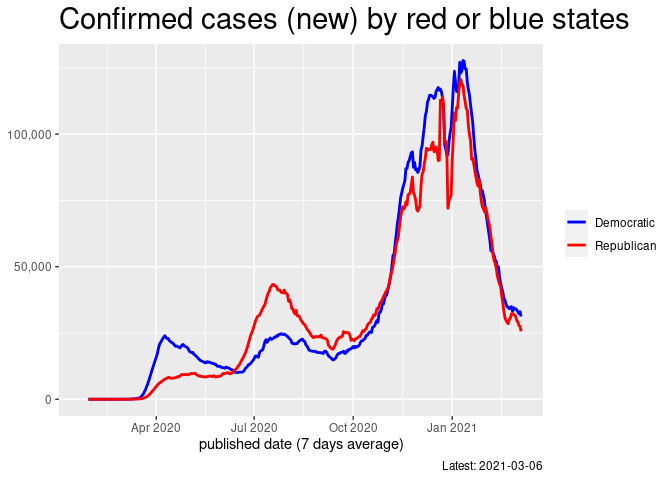 Confirmed cases (new) by red or blue states
100,000
50,000
0
Apr 2020
Jul 2020
Oct 2020
Jan 2021
published date (7 days average)
Democratic
Republican
Latest: 2021-03-06